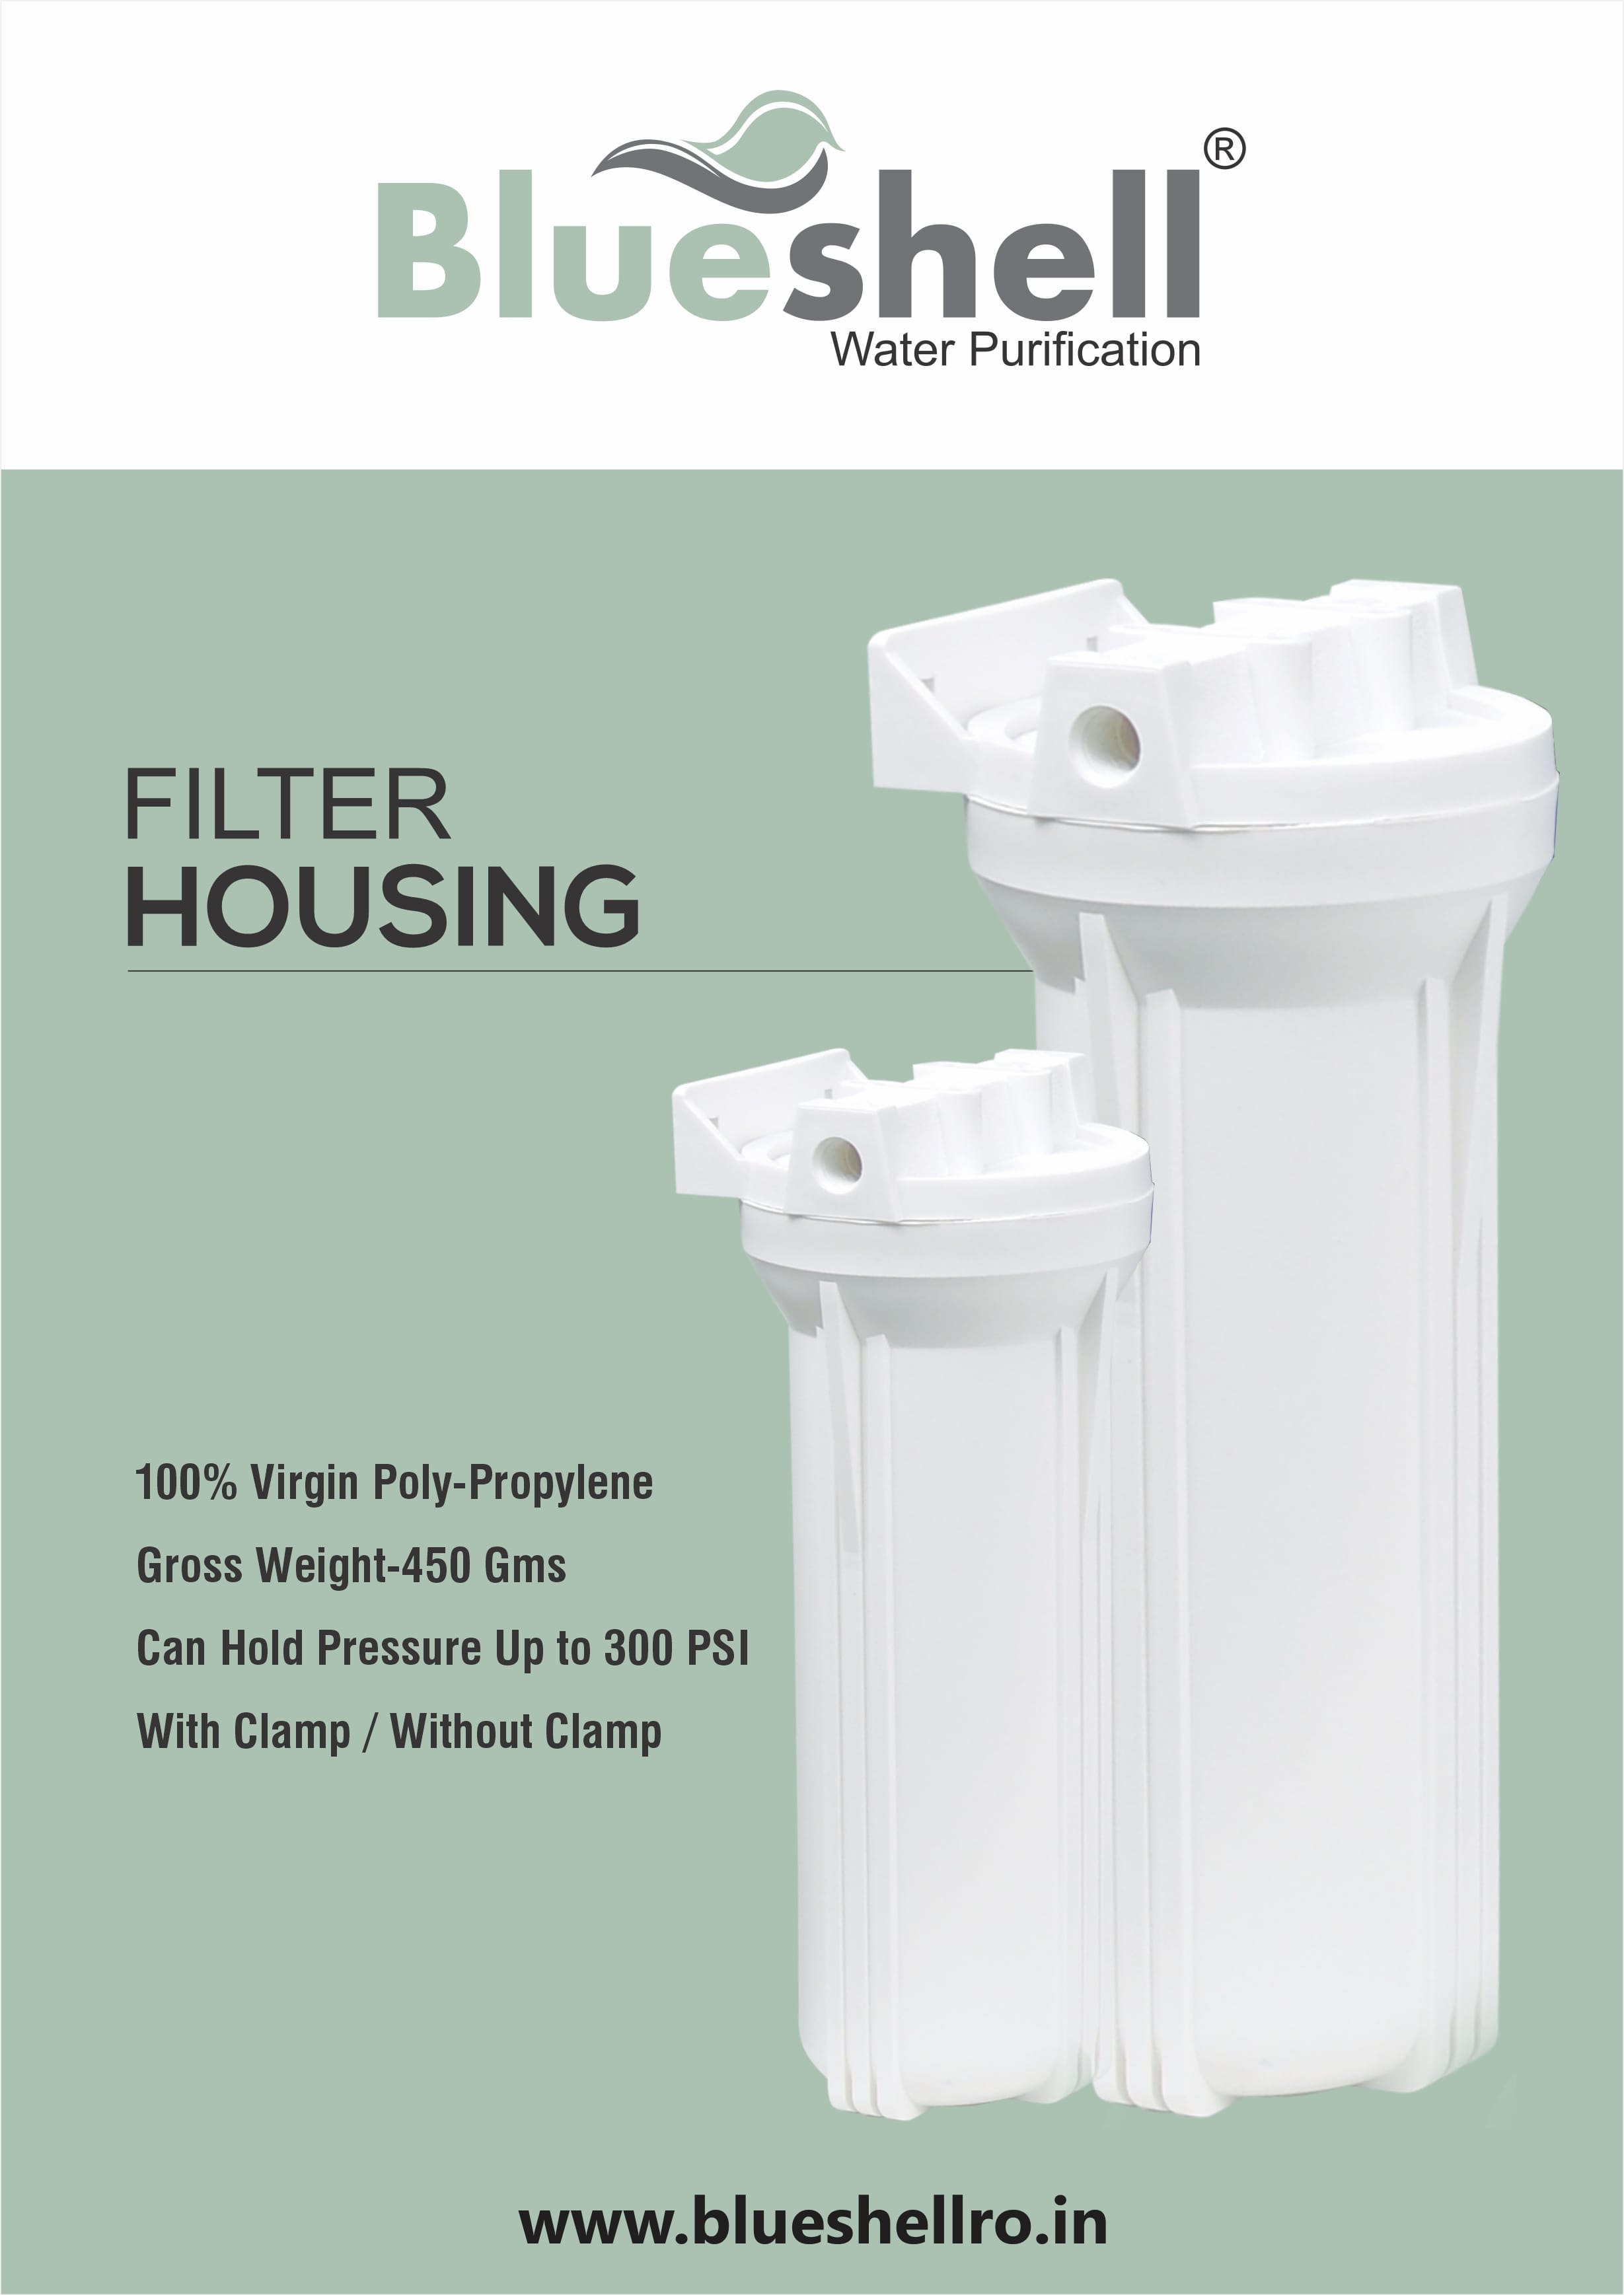 Blueshell®
Water Purification
FILTER
HOUSING
100% Virgin Poly-Propylene
Gross Weight-450 Gms
Can Hold Pressure Up to 300 PSI
With Clamp / Without Clamp
www.blueshellro.in